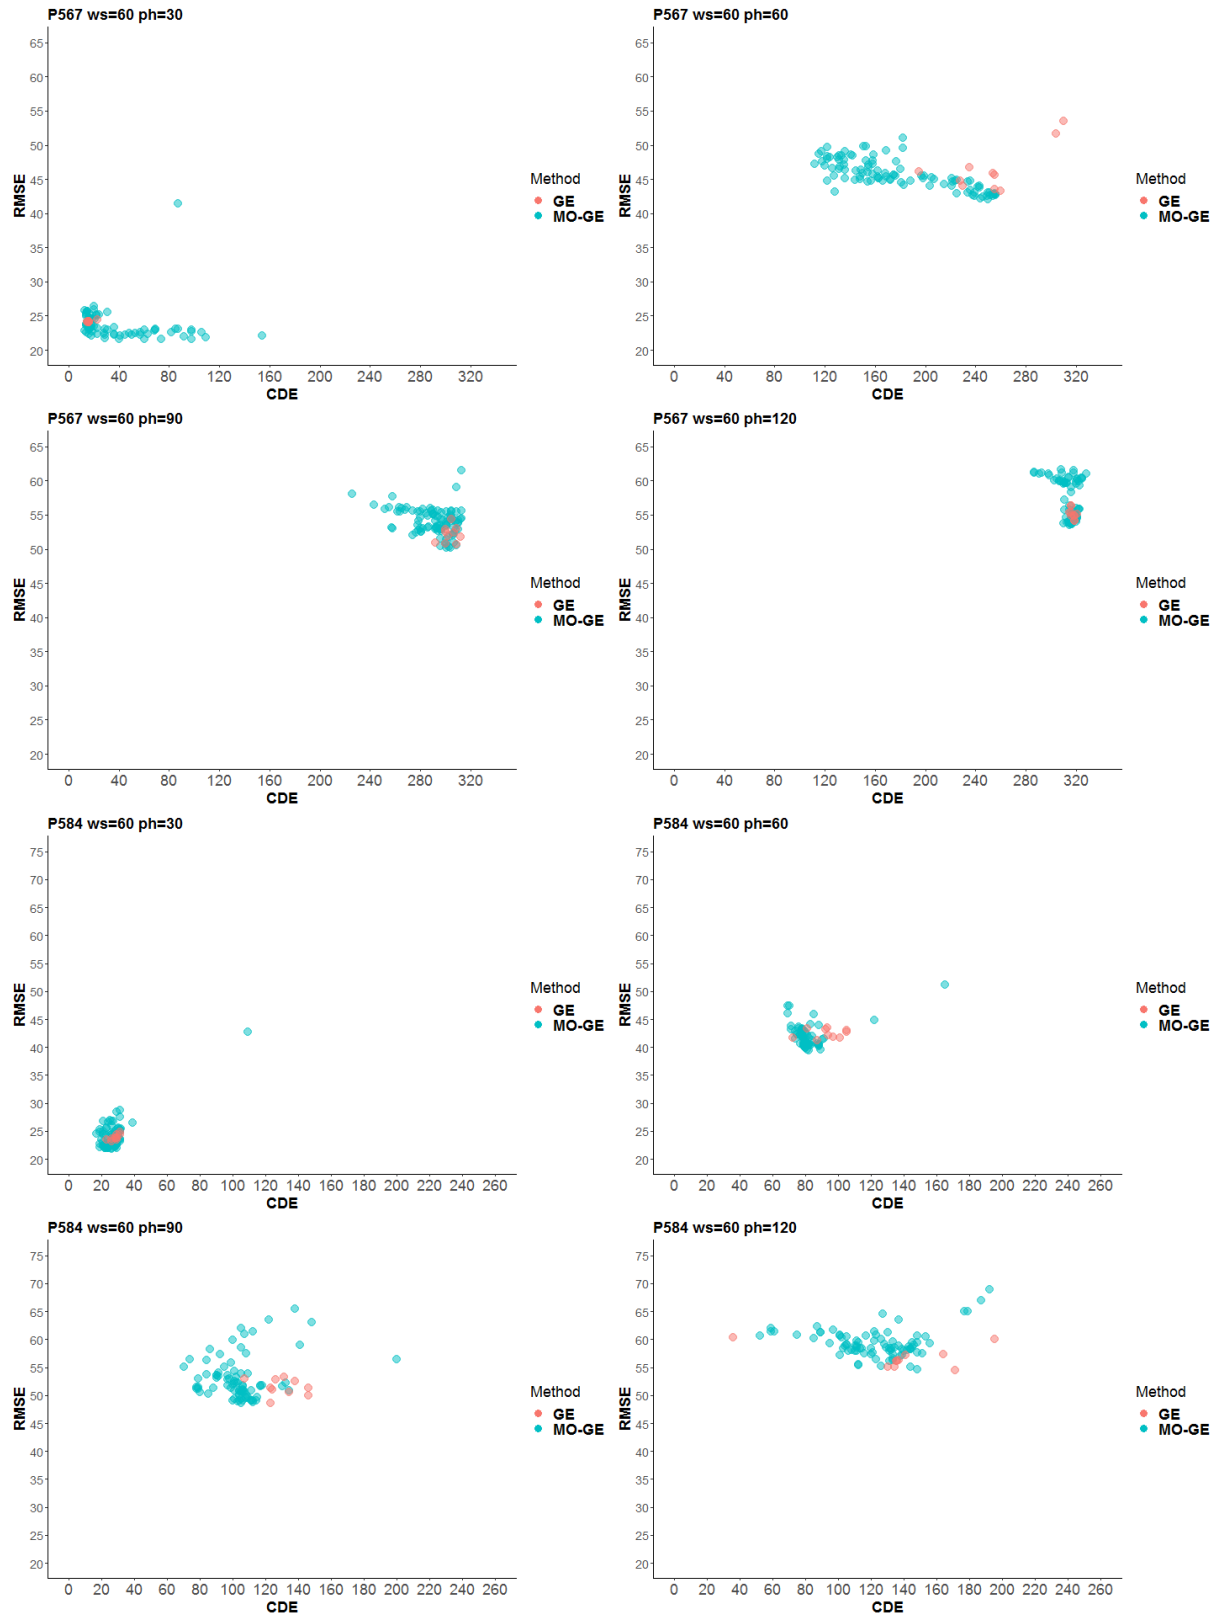 P567 ws=60 ph=30
RMSE
65
60
55
50
45
40
35
30
25
20
0 40 80 120 160 200 240 280 320
CDE
Method
GE
MO-GE
P567 ws=60 ph=60
RMSE
65
60
55
50
45
40
35
30
25
20
0 40 80 120 160 200 240 280 320
CDE
Method
GE
MO-GE
P567 ws=60 ph=90
RMSE
65
60
55
50
45
40
35
30
25
20
0 40 80 120 160 200 240 280 320
CDE
Method
GE
MO-GE
P567 ws=60 ph=120
RMSE
65
60
55
50
45
40
35
30
25
20
0 40 80 120 160 200 240 280 320
CDE
Method
GE
MO-GE
P584 ws=60 ph=30
RMSE
75
70
65
60
55
50
45
40
35
30
25
20
0 20 40 60 80 100 120 140 160 180 200 220 240 260
CDE
Method
GE
MO-GE
P584 ws=60 ph=60
RMSE
75
70
65
60
55
50
45
40
35
30
25
20
0 20 40 60 80 100 120 140 160 180 200 220 240 260
CDE
Method
GE
MO-GE
P584 ws=60 ph=90
RMSE
75
70
65
60
55
50
45
40
35
30
25
20
0 20 40 60 80 100 120 140 160 180 200 220 240 260
CDE
Method
GE
MO-GE
P584 ws=60 ph=120
RMSE
75
70
65
60
55
50
45
40
35
30
25
20
0 20 40 60 80 100 120 140 160 180 200 220 240 260
CDE
Method
GE
MO-GE